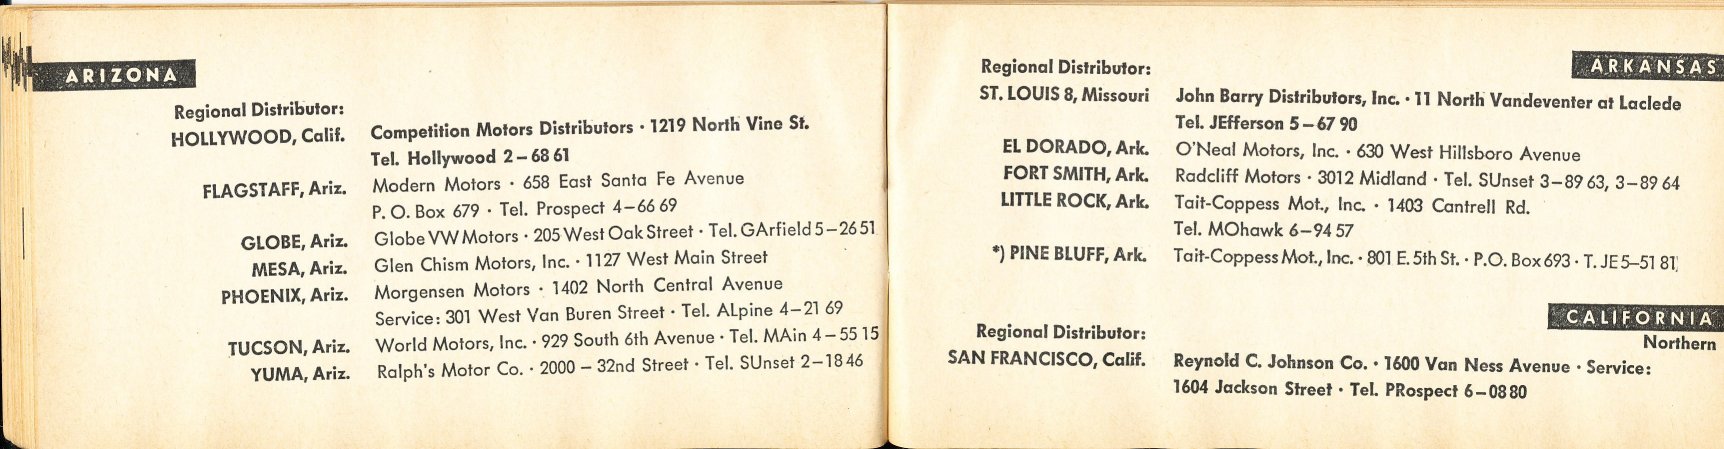 ARIZONA
Regional Distributor:
HOLLYWOOD, Calif. Competition Motors Distributors · 1219 North Vine St.
Tel. Hollywood 2–68 61
FLAGSTAFF, Ariz. Modern Motors · 658 East Santa Fe Avenue
P. O. Box 679 · Tel. Prospect 4–66 69
GLOBE, Ariz. Globe VW Motors · 205 West Oak Street · Tel. GArfield 5–26 51
MESA, Ariz. Glen Chism Motors, Inc. · 1127 West Main Street
PHOENIX, Ariz. Morgensen Motors · 1402 North Central Avenue
Service: 301 West Van Buren Street · Tel. ALpine 4–21 69
TUCSON, Ariz. World Motors, Inc. · 929 South 6th Avenue · Tel. MAin 4–55 15
YUMA, Ariz. Ralph's Motor Co. · 2000 – 32nd Street · Tel. SUnset 2–18 46
ARKANSAS
Regional Distributor:
ST. LOUIS 8, Missouri John Barry Distributors, Inc. · 11 North Vandeventer at Laclede
Tel. JEfferson 5–67 90
EL DORADO, Ark. O'Neal Motors, Inc. · 630 West Hillsboro Avenue
FORT SMITH, Ark. Radcliff Motors · 3012 Midland · Tel. SUnset 3–89 63, 3–89 64
LITTLE ROCK, Ark. Tait-Coppess Mot., Inc. · 1403 Cantrell Rd.
Tel. MOhawk 6–94 57
*) PINE BLUFF, Ark. Tait-Coppess Mot., Inc. · 801 E. 5th St. · P.O. Box 693 · T. JE 5–51 81
CALIFORNIA
Northern
Regional Distributor:
SAN FRANCISCO, Calif. Reynold C. Johnson Co. · 1600 Van Ness Avenue · Service:
1604 Jackson Street · Tel. PRospect 6–08 80